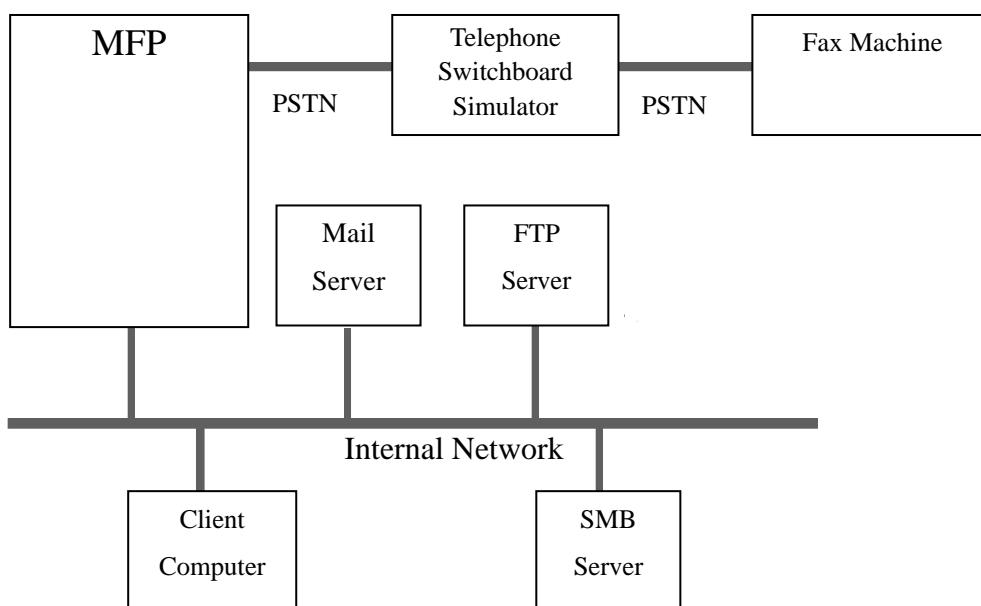 MFP
Telephone
Switchboard
Simulator
Fax Machine
PSTN
PSTN
Mail
Server
FTP
Server
Internal Network
Client
Computer
SMB
Server